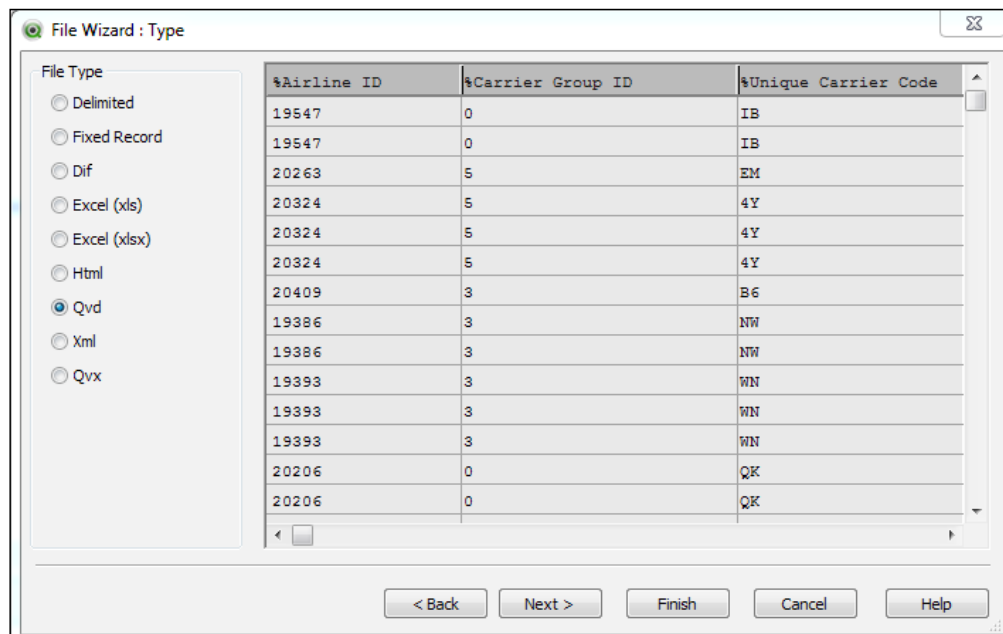 File Wizard : Type
File Type
Delimited
Fixed Record
Dif
Excel (xls)
Excel (xlsx)
Html
Qvd
Xml
Qvx
%Airline ID %Carrier Group ID %Unique Carrier Code
19547 0 IB
19547 0 IB
20263 5 EM
20324 5 4Y
20324 5 4Y
20324 5 4Y
20409 3 B6
19386 3 NW
19386 3 NW
19393 3 WN
19393 3 WN
19393 3 WN
20206 0 QK
20206 0 QK
< Back Next > Finish Cancel Help